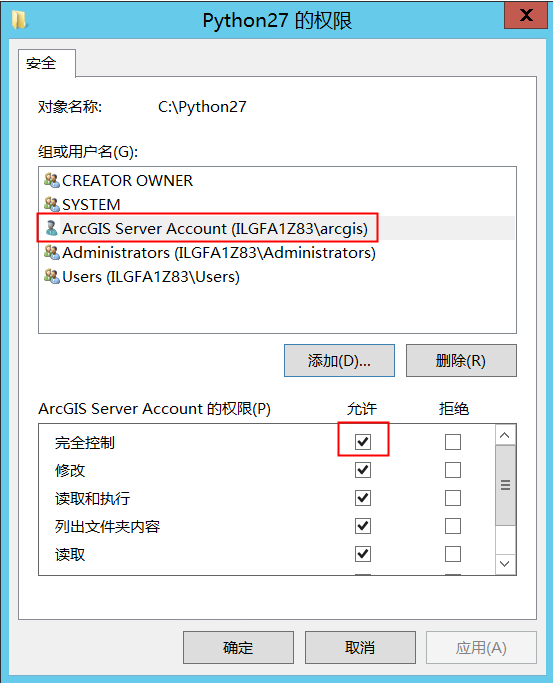 Python27 的权限
安全
对象名称: C:\Python27
组或用户名(G):
CREATOR OWNER
SYSTEM
ArcGIS Server Account (ILGFA1Z83\arcgis)
Administrators (ILGFA1Z83\Administrators)
Users (ILGFA1Z83\Users)
添加(D)... 删除(R)
ArcGIS Server Account 的权限(P) 允许 拒绝
完全控制
修改
读取和执行
列出文件夹内容
读取
确定 取消 应用(A)